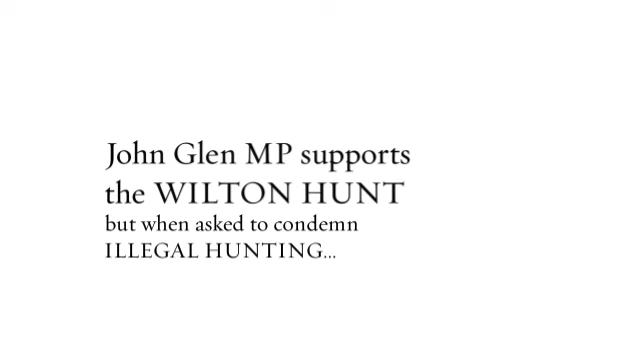 John Glen MP supports
the WILTON HUNT
but when asked to condemn
ILLEGAL HUNTING...